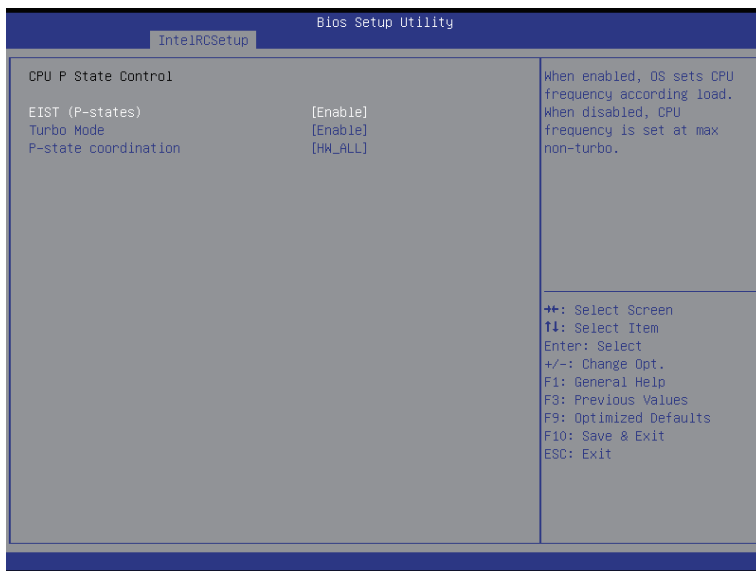 Bios Setup Utility
IntelRCSetup
CPU P State Control
EIST (P-states) [Enable]
Turbo Mode [Enable]
P-state coordination [HW_ALL]
When enabled, OS sets CPU
frequency according load.
When disabled, CPU
frequency is set at max
non-turbo.
→←: Select Screen
↑↓: Select Item
Enter: Select
+/-: Change Opt.
F1: General Help
F3: Previous Values
F9: Optimized Defaults
F10: Save & Exit
ESC: Exit